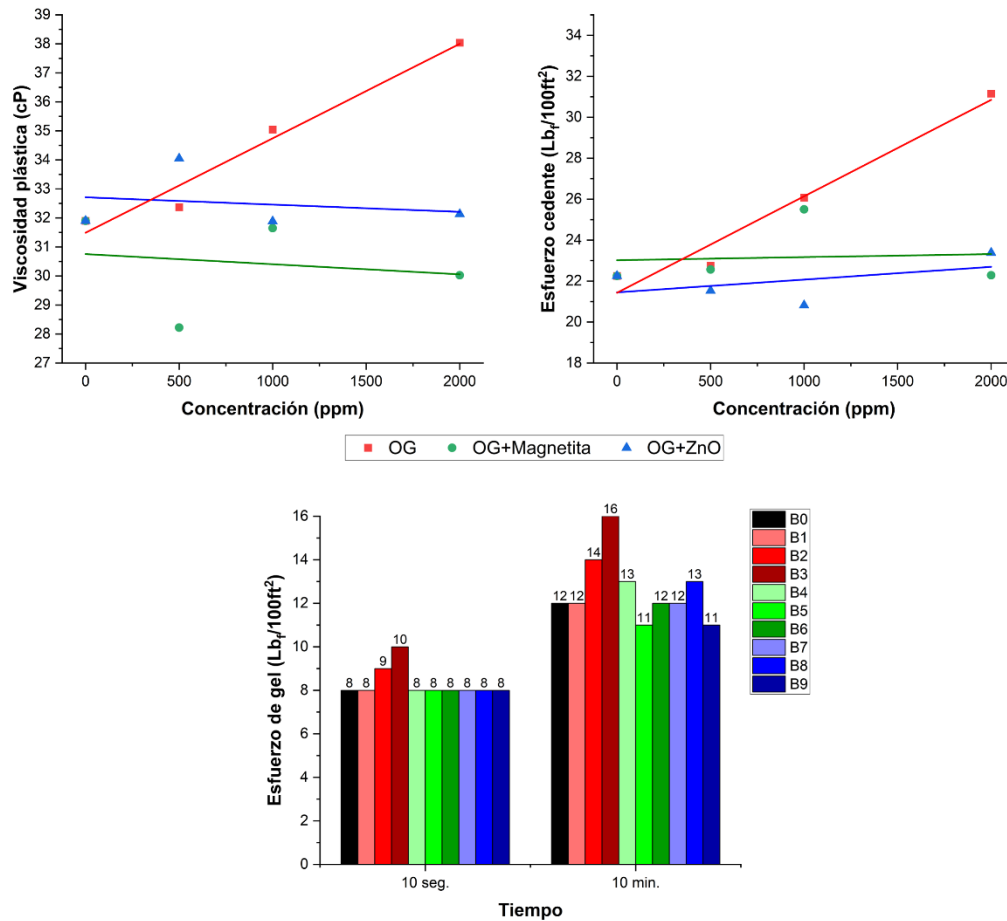 Viscosidad plástica (cP)
38
37
36
35
34
33
32
31
30
29
28
27
0
500
1000
2000
Concentración (ppm)
Esfuerzo cedente (Lbf/100ft²)
34
32
30
28
26
24
22
20
18
0
500
1000
2000
Concentración (ppm)
OG
OG+Magnetita
OG+ZnO
Esfuerzo de gel (Lbf/100ft²)
16
14
12
10
8
6
4
2
0
8 8 9 10 8 8 8 8 8 8
12 12 14 16 13 11 12 12 13 11
10 seg.
10 min.
Tiempo
B0
B1
B2
B3
B4
B5
B6
B7
B8
B9